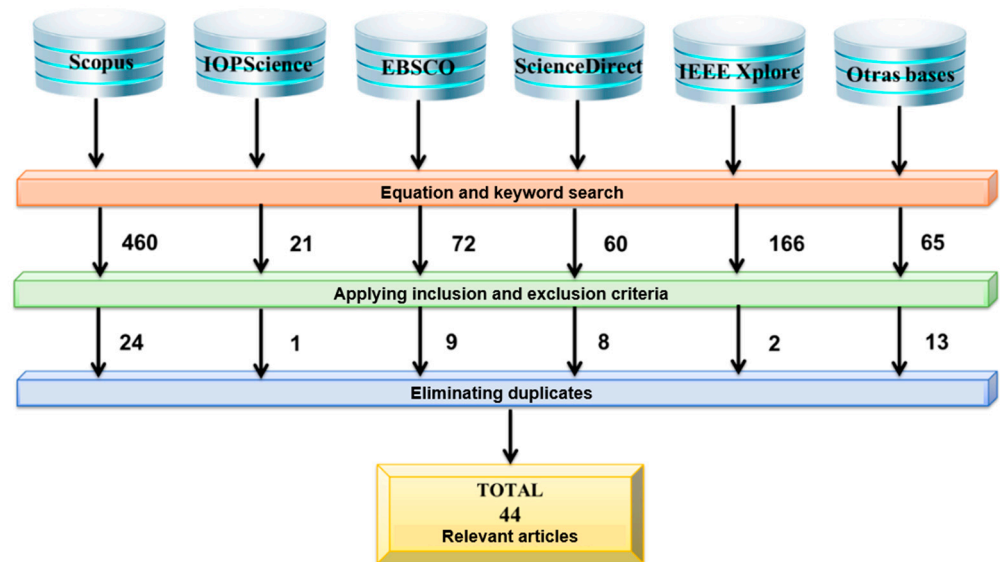 Scopus
IOPScience
EBSCO
ScienceDirect
IEEE Xplore
Otras bases
Equation and keyword search
460
21
72
60
166
65
Applying inclusion and exclusion criteria
24
1
9
8
2
13
Eliminating duplicates
TOTAL
44
Relevant articles